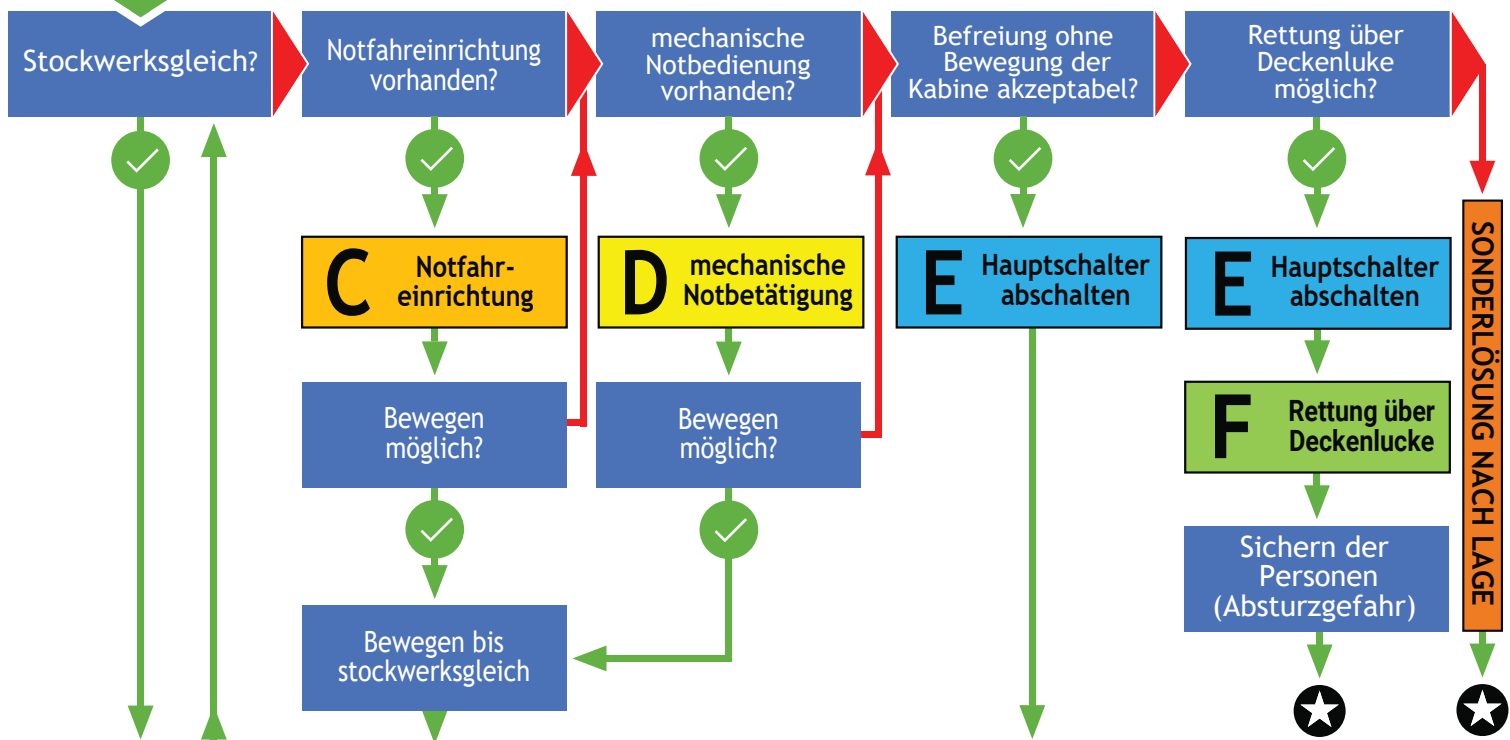 Stockwerksgleich?
Notfahreinrichtung
vorhanden?
mechanische
Notbedienung
vorhanden?
Befreiung ohne
Bewegung der
Kabine akzeptabel?
Rettung über
Deckenluke
möglich?
C
Notfahr-
einrichtung
D
mechanische
Notbetätigung
E
Hauptschalter
abschalten
E
Hauptschalter
abschalten
SONDERLÖSUNG NACH LAGE
Bewegen
möglich?
Bewegen
möglich?
F
Rettung über
Deckenlucke
Sichern der
Personen
(Absturzgefahr)
Bewegen bis
stockwerksgleich